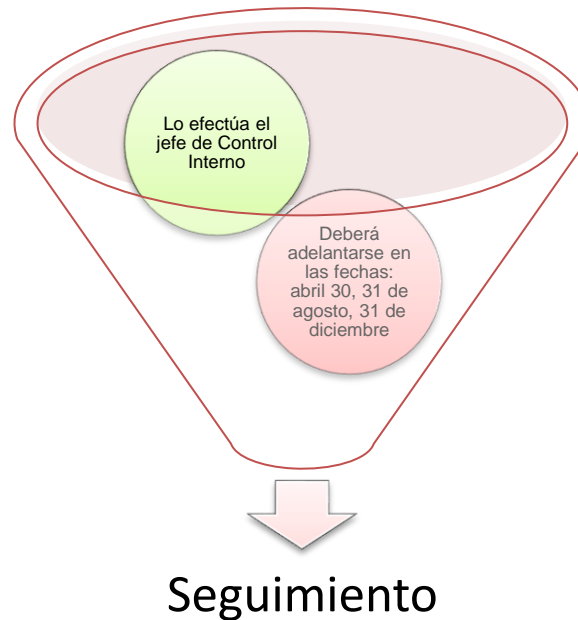 Lo efectúa el
jefe de Control
Interno
Deberá
adelantarse en
las fechas:
abril 30, 31 de
agosto, 31 de
diciembre
Seguimiento